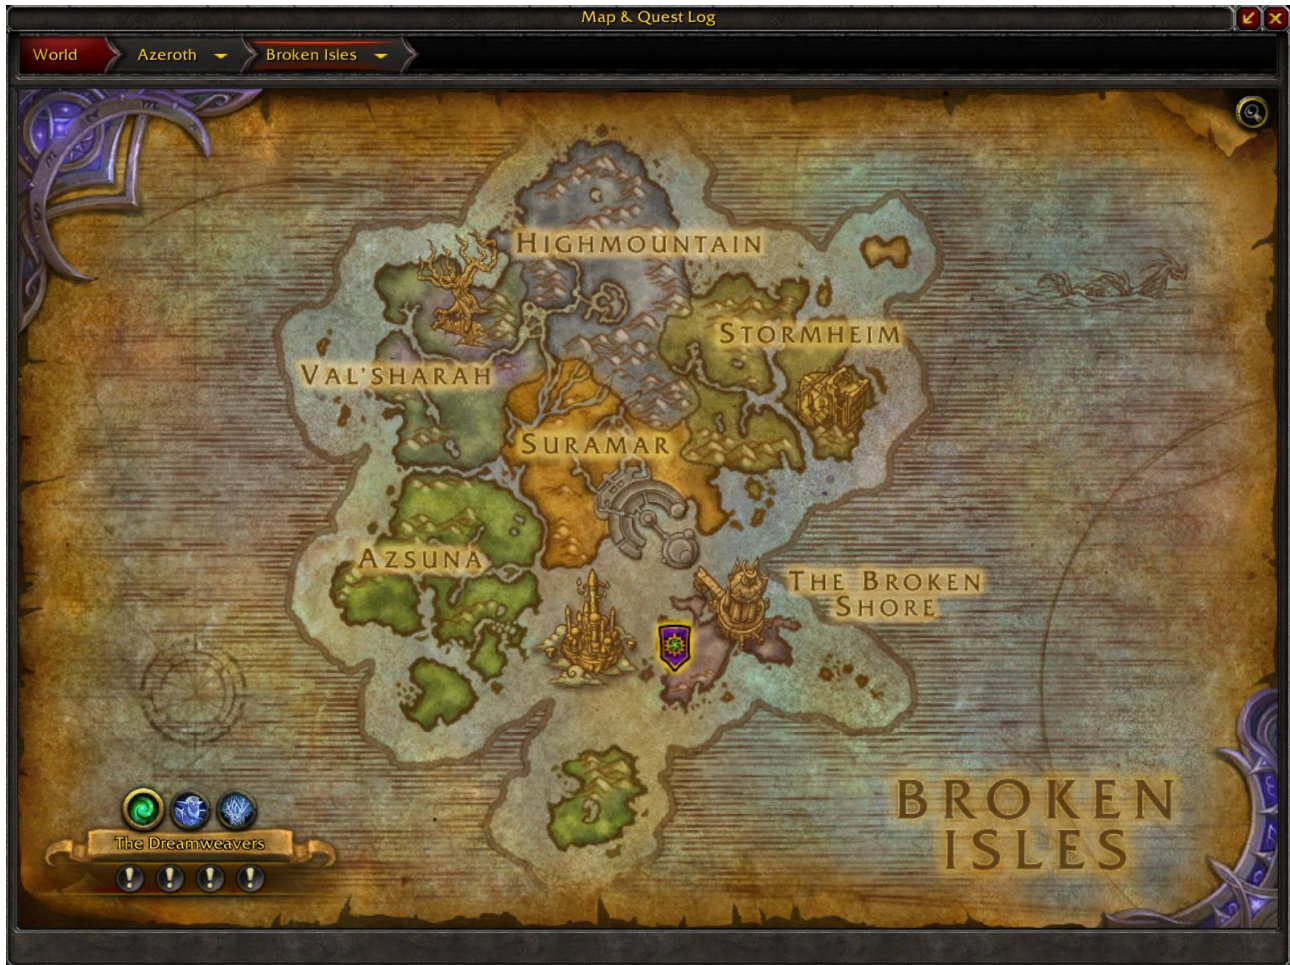 Map & Quest Log
World
Azeroth
Broken Isles
HIGHMOUNTAIN
STORMHEIM
VAL'SHARAH
SURAMAR
AZSUNA
THE BROKEN
SHORE
BROKEN
ISLES
The Dreamweavers
! ! ! !